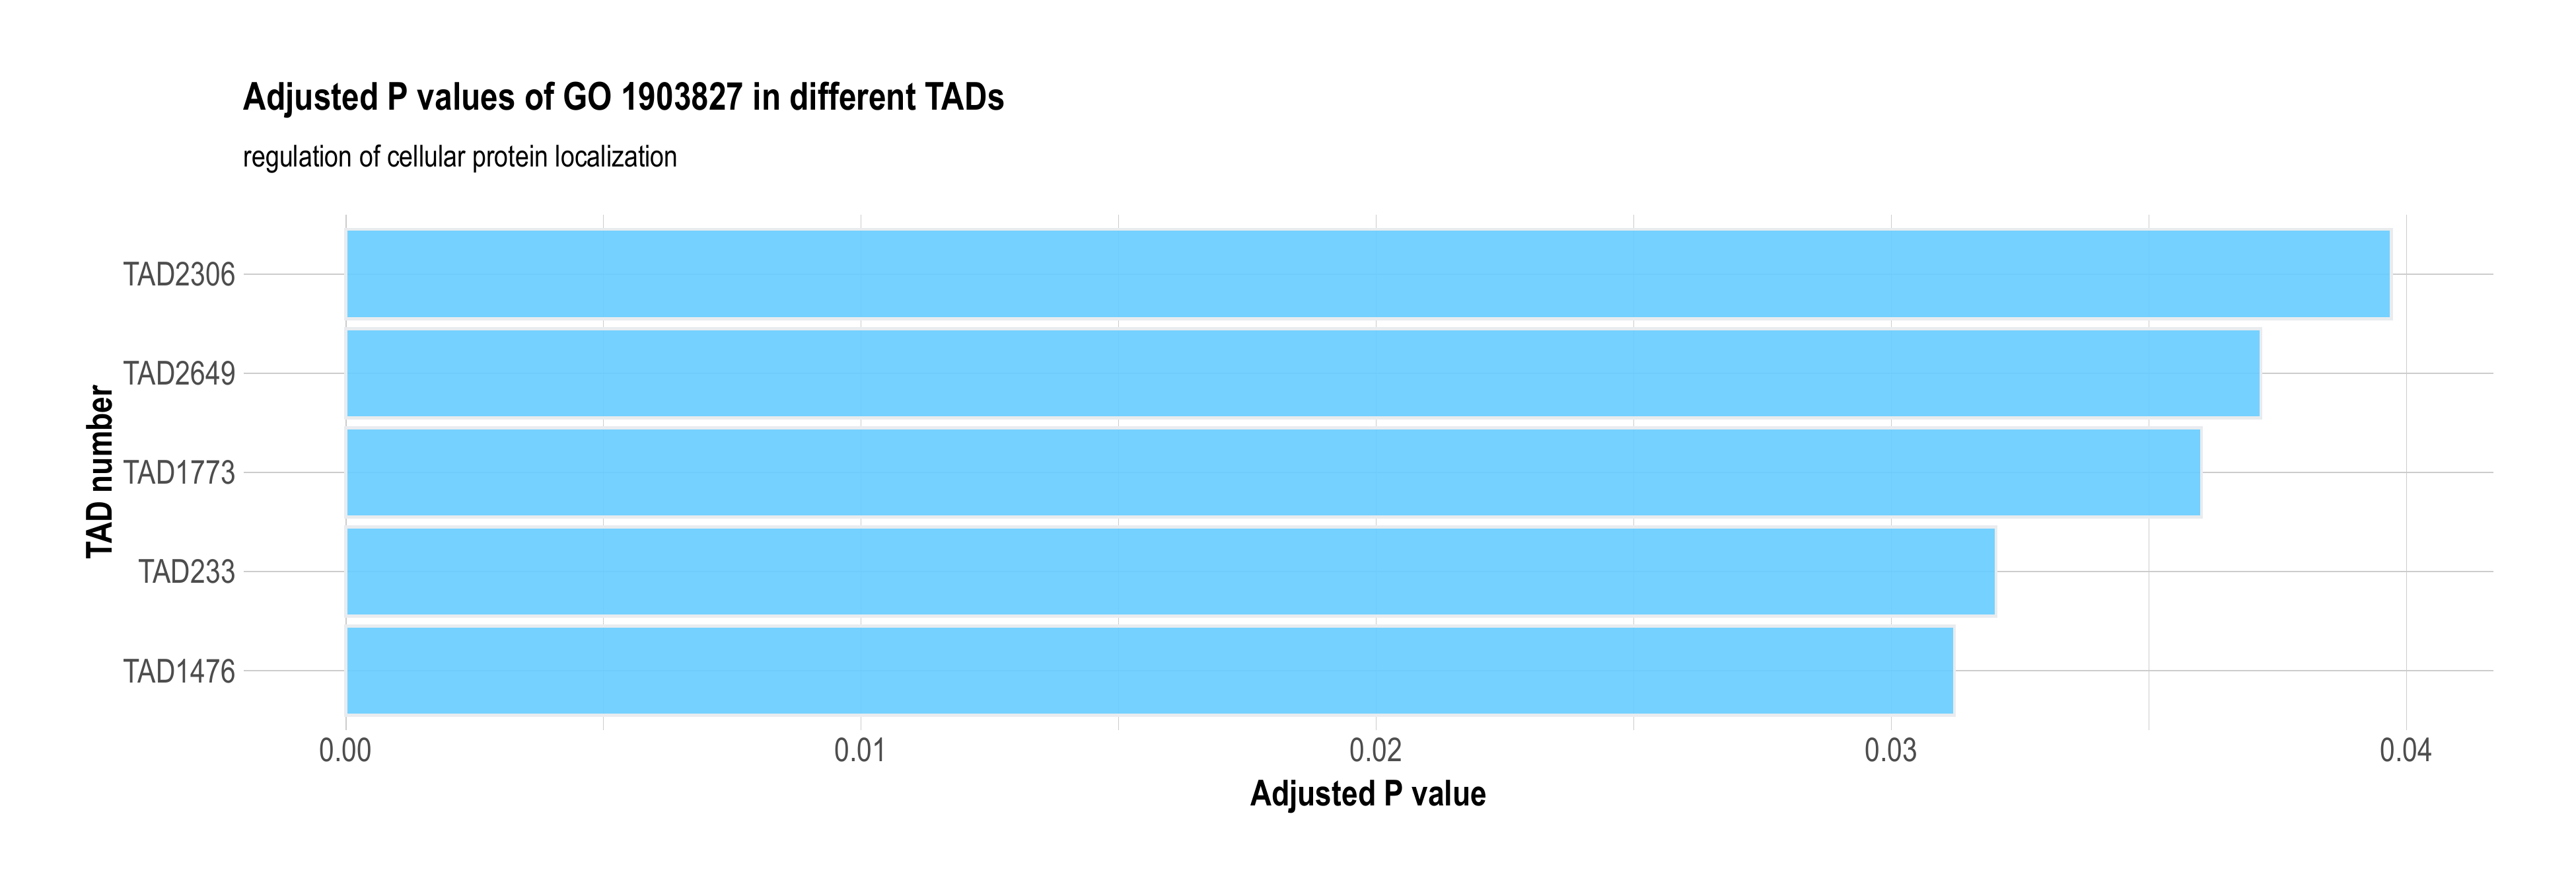 Adjusted P values of GO 1903827 in different TADs
regulation of cellular protein localization
TAD number
TAD2306
TAD2649
TAD1773
TAD233
TAD1476
0.00 0.01 0.02 0.03 0.04
Adjusted P value